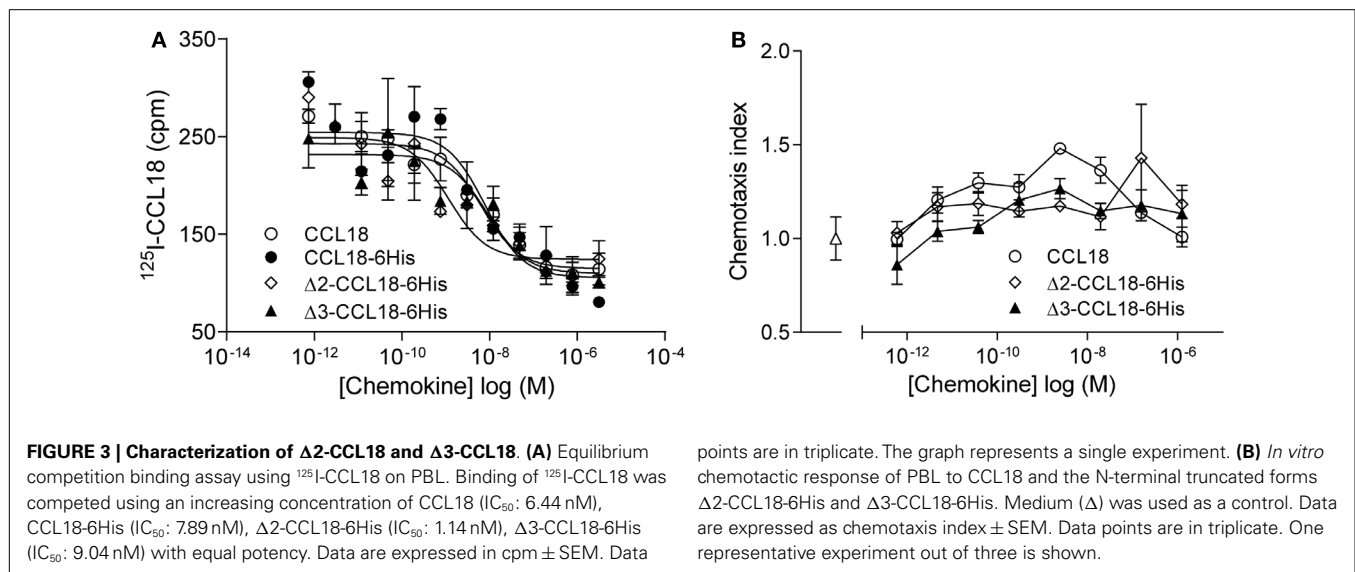 A
350
250
150
50
¹²⁵I-CCL18 (cpm)
CCL18
CCL18-6His
Δ2-CCL18-6His
Δ3-CCL18-6His
10⁻¹⁴ 10⁻¹² 10⁻¹⁰ 10⁻⁸ 10⁻⁶ 10⁻⁴
[Chemokine] log (M)
B
2.0
1.5
1.0
0.5
Chemotaxis index
CCL18
Δ2-CCL18-6His
Δ3-CCL18-6His
10⁻¹² 10⁻¹⁰ 10⁻⁸ 10⁻⁶
[Chemokine] log (M)
FIGURE 3 | Characterization of Δ2-CCL18 and Δ3-CCL18. (A) Equilibrium
competition binding assay using ¹²⁵I-CCL18 on PBL. Binding of ¹²⁵I-CCL18 was
competed using an increasing concentration of CCL18 (IC₅₀: 6.44 nM),
CCL18-6His (IC₅₀: 7.89 nM), Δ2-CCL18-6His (IC₅₀: 1.14 nM), Δ3-CCL18-6His
(IC₅₀: 9.04 nM) with equal potency. Data are expressed in cpm ± SEM. Data
points are in triplicate. The graph represents a single experiment. (B) In vitro
chemotactic response of PBL to CCL18 and the N-terminal truncated forms
Δ2-CCL18-6His and Δ3-CCL18-6His. Medium (Δ) was used as a control. Data
are expressed as chemotaxis index ± SEM. Data points are in triplicate. One
representative experiment out of three is shown.